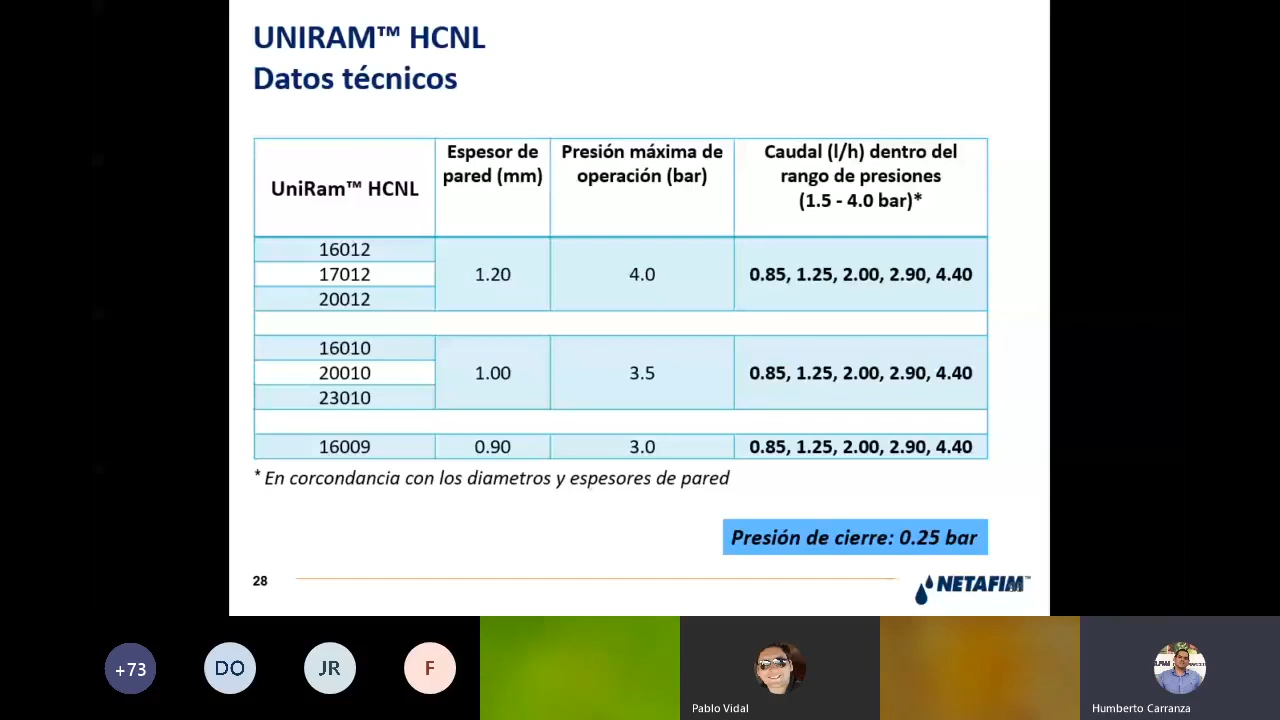 UNIRAM™ HCNL
Datos técnicos
UniRam™ HCNL
Espesor de
pared (mm)
Presión máxima de
operación (bar)
Caudal (l/h) dentro del
rango de presiones
(1.5 - 4.0 bar)*
16012
17012
20012
1.20
4.0
0.85, 1.25, 2.00, 2.90, 4.40
16010
20010
23010
1.00
3.5
0.85, 1.25, 2.00, 2.90, 4.40
16009
0.90
3.0
0.85, 1.25, 2.00, 2.90, 4.40
* En corcondancia con los diametros y espesores de pared
Presión de cierre: 0.25 bar
28
NETAFIM™
+73
DO
JR
F
Pablo Vidal
Humberto Carranza